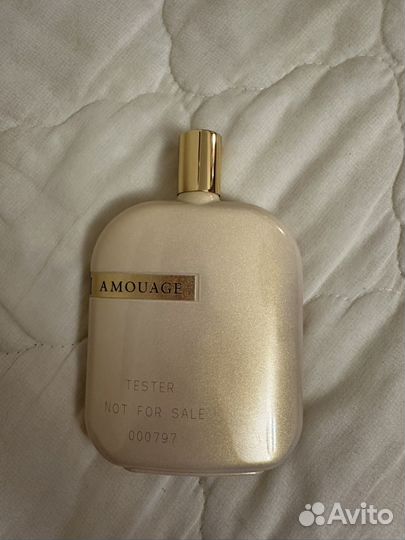 AMOUAGE
TESTER
NOT FOR SALE
000797
Avito